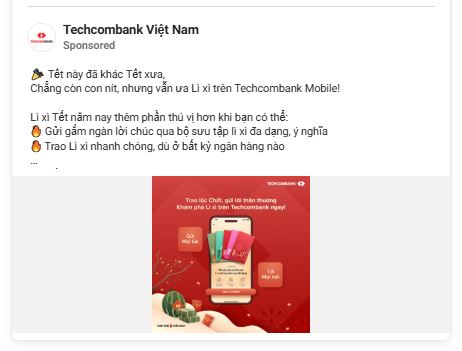 Techcombank Việt Nam
Sponsored
TECHCOMBANK
🎉 Tết này đã khác Tết xưa,
Chẳng còn con nít, nhưng vẫn ưa Lì xì trên Techcombank Mobile!
Lì xì Tết năm nay thêm phần thú vị hơn khi bạn có thể:
🔥 Gửi gắm ngàn lời chúc qua bộ sưu tập lì xì đa dạng, ý nghĩa
🔥 Trao Lì xì nhanh chóng, dù ở bất kỳ ngân hàng nào
...
TECHCOMBANK
Trao lộc Chất, gửi lời thân thương
Khám phá Lì xì trên Techcombank ngay!
Gửi
Mọi lúc
Tới
Mọi nơi